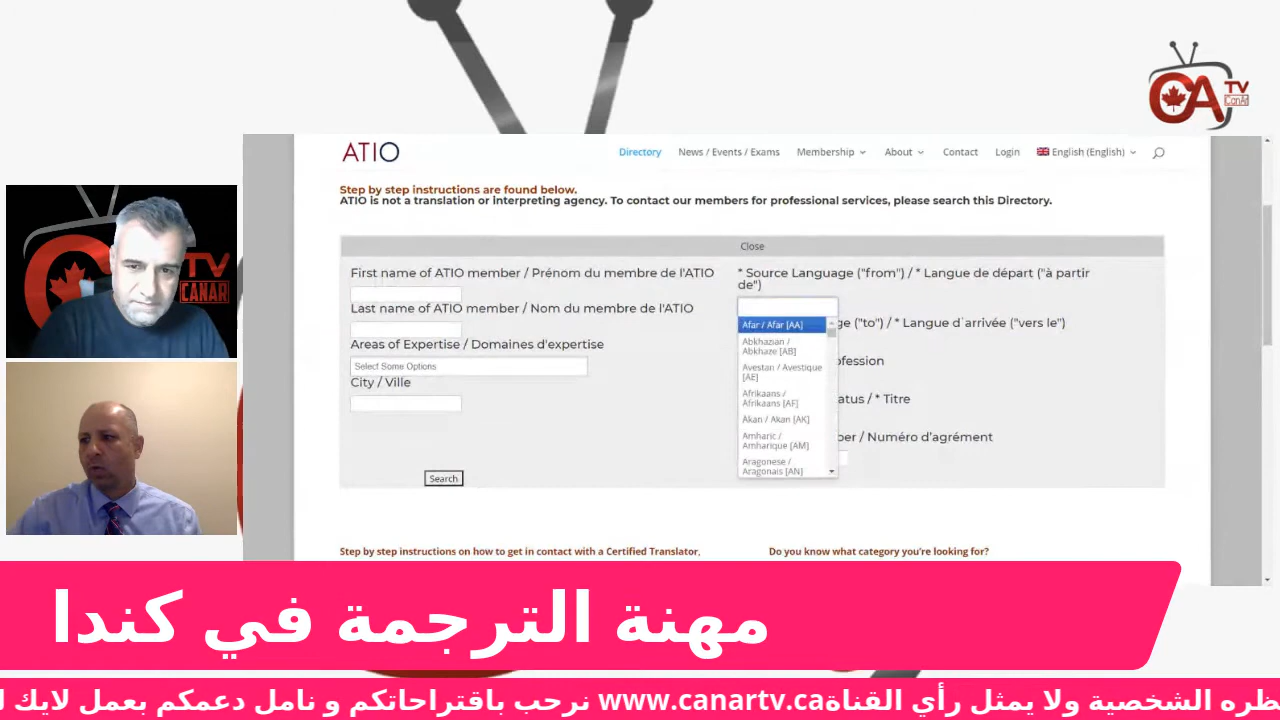 CA TV
CanAr
ATIO
Directory
News / Events / Exams
Membership
About
Contact
Login
English (English)
Step by step instructions are found below.
ATIO is not a translation or interpreting agency. To contact our members for professional services, please search this Directory.
Close
First name of ATIO member / Prénom du membre de l'ATIO
Last name of ATIO member / Nom du membre de l'ATIO
Areas of Expertise / Domaines d'expertise
Select Some Options
City / Ville
Search
* Source Language ("from") / * Langue de départ ("à partir
de")
Afar / Afar [AA]
Abkhazian /
Abkhaze [AB]
Avestan / Avestique
[AE]
Afrikaans /
Afrikaans [AF]
Akan / Akan [AK]
Amharic /
Amharique [AM]
Aragonese /
Aragonais [AN]
ge ("to") / * Langue d'arrivée ("vers le")
ofession
atus / * Titre
ber / Numéro d'agrément
TV
CANAR
Step by step instructions on how to get in contact with a Certified Translator,
Do you know what category you're looking for?
مهنة الترجمة في كندا
ظره الشخصية ولا يمثل رأي القناة www.canartv.ca نرحب باقتراحاتكم و نامل دعمكم بعمل لايك